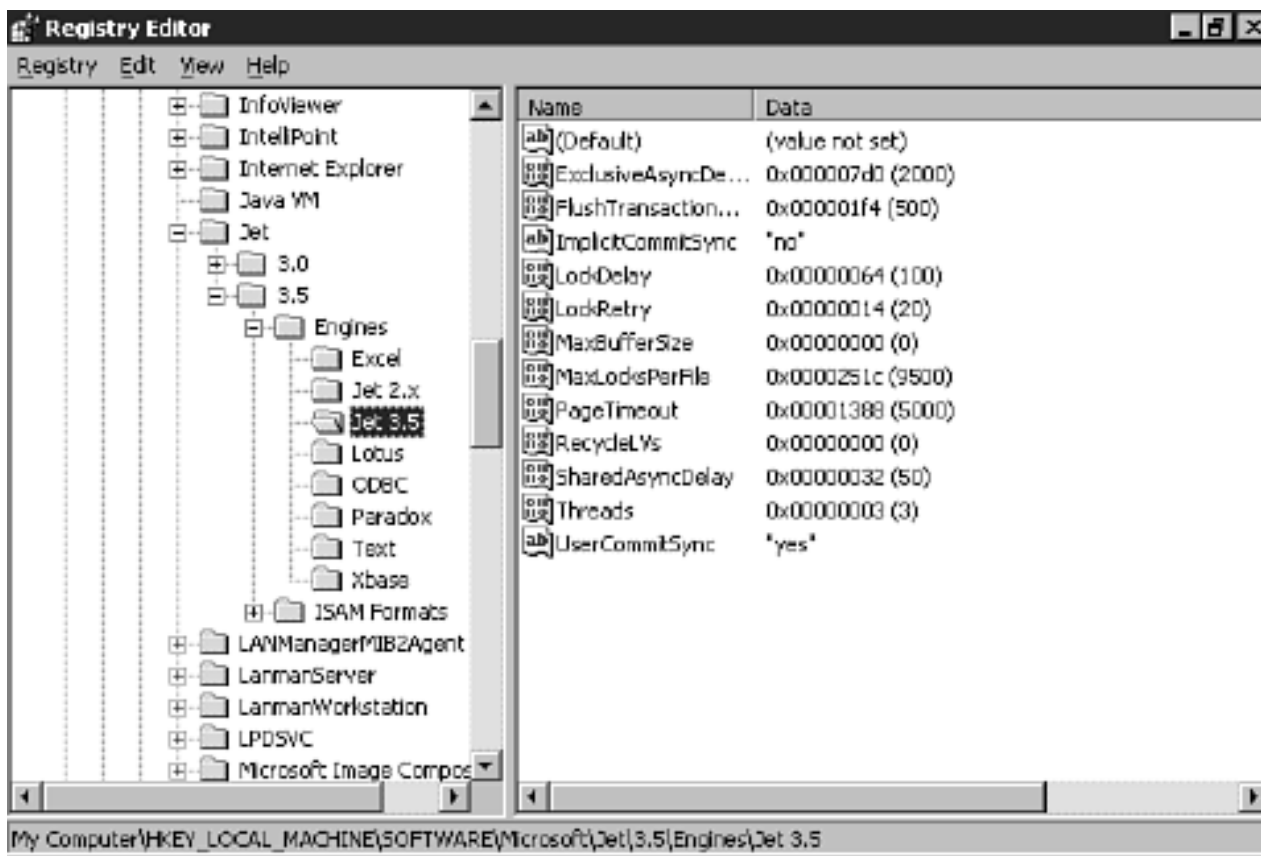 Registry Editor
Registry Edit View Help
InfoViewer
IntelliPoint
Internet Explorer
Java VM
Jet
3.0
3.5
Engines
Excel
Jet 2.x
Jet 3.5
Lotus
ODBC
Paradox
Text
Xbase
ISAM Formats
LANManagerMIB2Agent
LanmanServer
LanmanWorkstation
LPDSVC
Microsoft Image Compos
Name Data
(Default) (value not set)
ExclusiveAsyncDe... 0x000007d0 (2000)
FlushTransaction... 0x000001f4 (500)
ImplicitCommitSync "no"
LockDelay 0x00000064 (100)
LockRetry 0x00000014 (20)
MaxBufferSize 0x00000000 (0)
MaxLocksPerFile 0x0000251c (9500)
PageTimeout 0x00001388 (5000)
RecycleLVs 0x00000000 (0)
SharedAsyncDelay 0x00000032 (50)
Threads 0x00000003 (3)
UserCommitSync "yes"
My Computer\HKEY_LOCAL_MACHINE\SOFTWARE\Microsoft\Jet\3.5\Engines\Jet 3.5